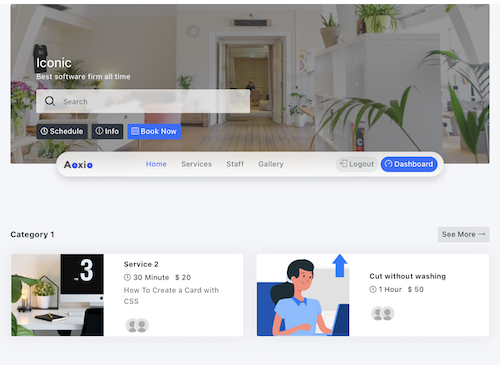 Iconic
Best software firm all time
Search
Schedule
Info
Book Now
Aoxio
Home
Services
Staff
Gallery
Logout
Dashboard
Category 1
See More →
3
Service 2
30 Minute $ 20
How To Create a Card with
CSS
Cut without washing
1 Hour $ 50